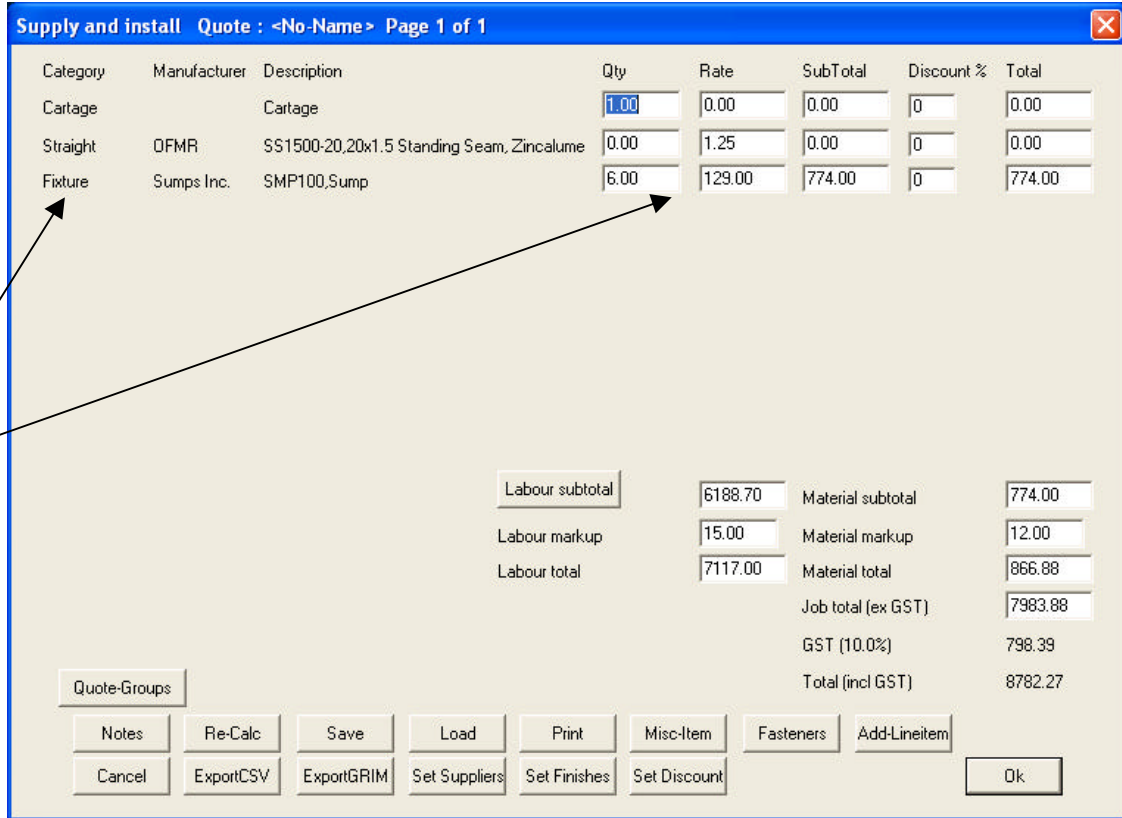 Supply and install Quote : <No-Name> Page 1 of 1
Category Manufacturer Description Qty Rate SubTotal Discount % Total
Cartage Cartage 1.00 0.00 0.00 0 0.00
Straight OFMR SS1500-20,20x1.5 Standing Seam, Zincalume 0.00 1.25 0.00 0 0.00
Fixture Sumps Inc. SMP100,Sump 6.00 129.00 774.00 0 774.00
Labour subtotal 6188.70 Material subtotal 774.00
Labour markup 15.00 Material markup 12.00
Labour total 7117.00 Material total 866.88
Job total (ex GST) 7983.88
GST (10.0%) 798.39
Total (incl GST) 8782.27
Quote-Groups
Notes Re-Calc Save Load Print Misc-Item Fasteners Add-Lineitem
Cancel ExportCSV ExportGRIM Set Suppliers Set Finishes Set Discount Ok